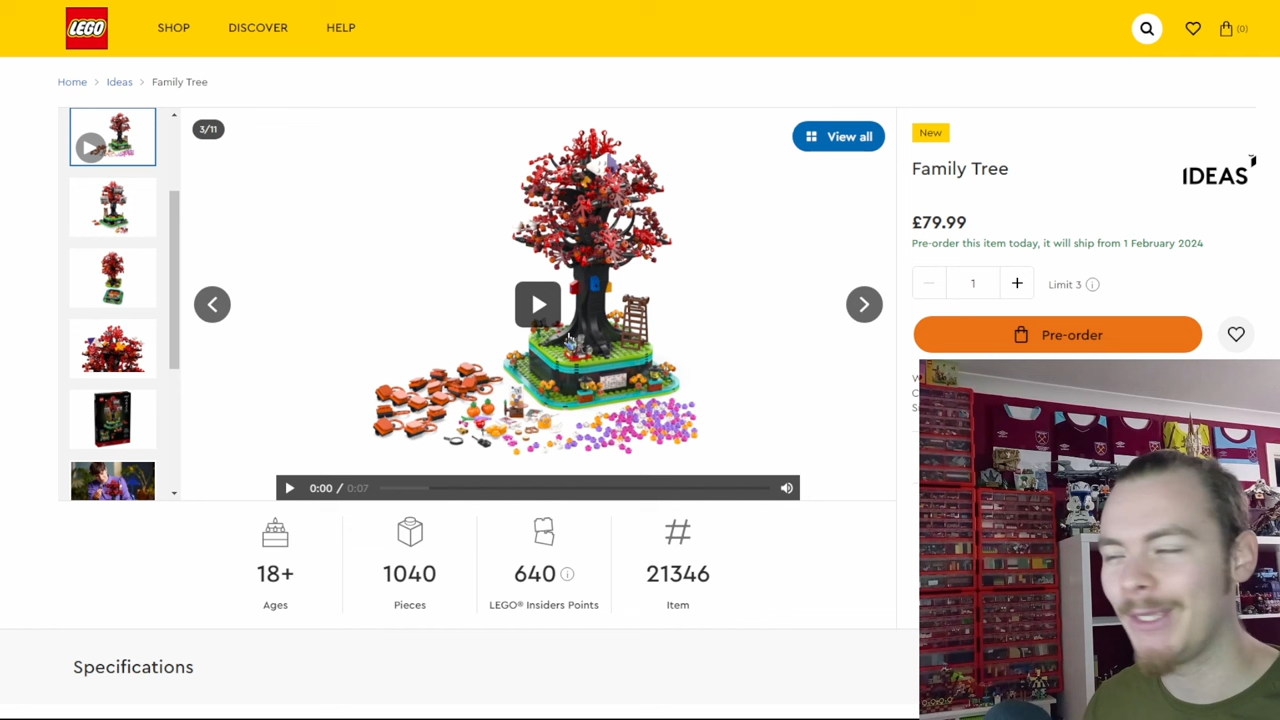 LEGO
SHOP
DISCOVER
HELP
(0)
Home > Ideas > Family Tree
3/11
View all
New
Family Tree
IDEAS
£79.99
Pre-order this item today, it will ship from 1 February 2024
1
Limit 3
Pre-order
0:00 / 0:07
18+
Ages
1040
Pieces
640
LEGO® Insiders Points
#
21346
Item
Specifications